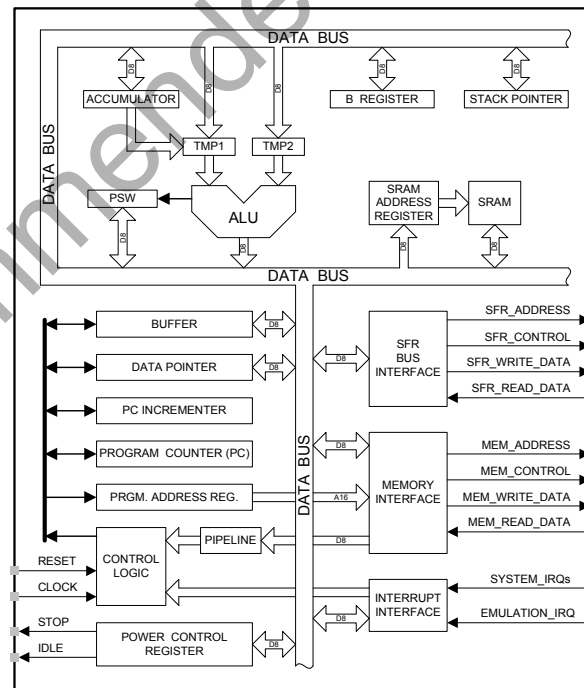 DATA BUS
D8
D8
D8
D8
D8
ACCUMULATOR
B REGISTER
STACK POINTER
DATA BUS
TMP1
TMP2
PSW
ALU
SRAM
ADDRESS
REGISTER
SRAM
D8
D8
D8
D8
DATA BUS
BUFFER
D8
DATA POINTER
D8
PC INCREMENTER
PROGRAM COUNTER (PC)
PRGM. ADDRESS REG.
A16
DATA BUS
SFR
BUS
INTERFACE
D8
SFR_ADDRESS
SFR_CONTROL
SFR_WRITE_DATA
SFR_READ_DATA
D8
MEMORY
INTERFACE
MEM_ADDRESS
MEM_CONTROL
MEM_WRITE_DATA
MEM_READ_DATA
CONTROL
LOGIC
PIPELINE
D8
RESET
CLOCK
INTERRUPT
INTERFACE
SYSTEM_IRQs
EMULATION_IRQ
D8
STOP
IDLE
POWER CONTROL
REGISTER
D8